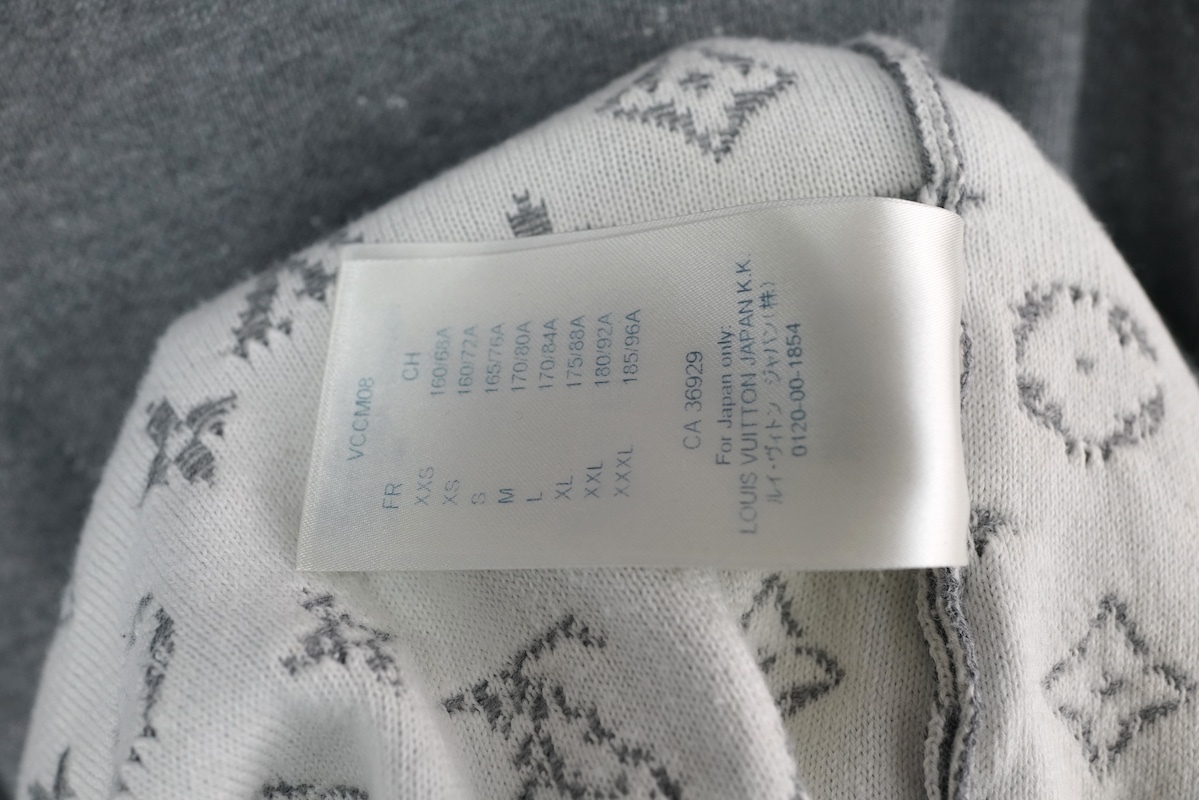 VCCM08
FR CH
XXS 160/68A
XS 160/72A
S 165/76A
M 170/80A
L 170/84A
XL 175/88A
XXL 180/92A
XXXL 185/96A
CA 36929
For Japan only:
LOUIS VUITTON JAPAN K.K
ルイ・ヴィトン ジャパン(株)
0120-00-1854